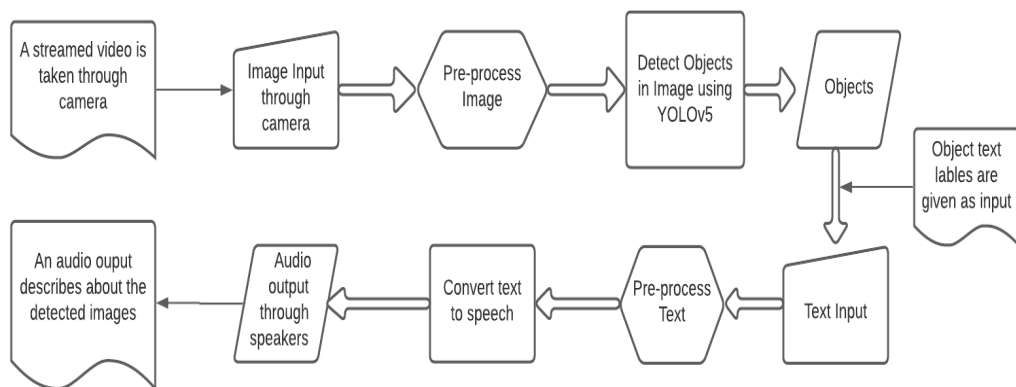 A streamed video is
taken through
camera
Image Input
through
camera
Pre-process
Image
Detect Objects
in Image using
YOLOv5
Objects
Object text
lables are
given as input
Text Input
Pre-process
Text
Convert text
to speech
Audio
output
through
speakers
An audio ouput
describes about the
detected images